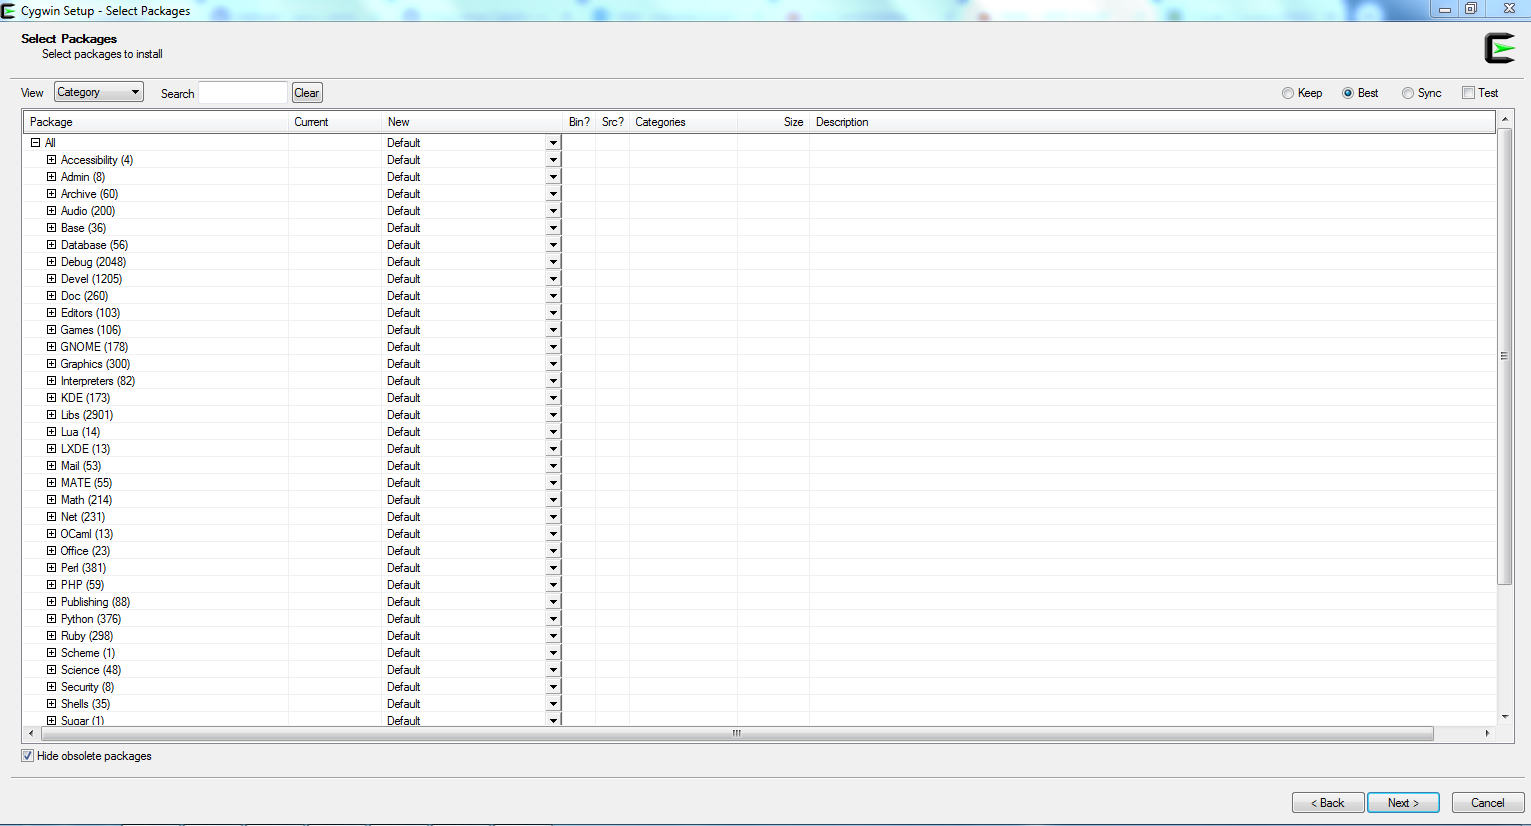 Cygwin Setup - Select Packages
Select Packages
Select packages to install
View Category Search Clear Keep Best Sync Test
Package Current New Bin? Src? Categories Size Description
All Default
Accessibility (4) Default
Admin (8) Default
Archive (60) Default
Audio (200) Default
Base (36) Default
Database (56) Default
Debug (2048) Default
Devel (1205) Default
Doc (260) Default
Editors (103) Default
Games (106) Default
GNOME (178) Default
Graphics (300) Default
Interpreters (82) Default
KDE (173) Default
Libs (2901) Default
Lua (14) Default
LXDE (13) Default
Mail (53) Default
MATE (55) Default
Math (214) Default
Net (231) Default
OCaml (13) Default
Office (23) Default
Perl (381) Default
PHP (59) Default
Publishing (88) Default
Python (376) Default
Ruby (298) Default
Scheme (1) Default
Science (48) Default
Security (8) Default
Shells (35) Default
Sugar (1) Default
Hide obsolete packages
< Back Next > Cancel